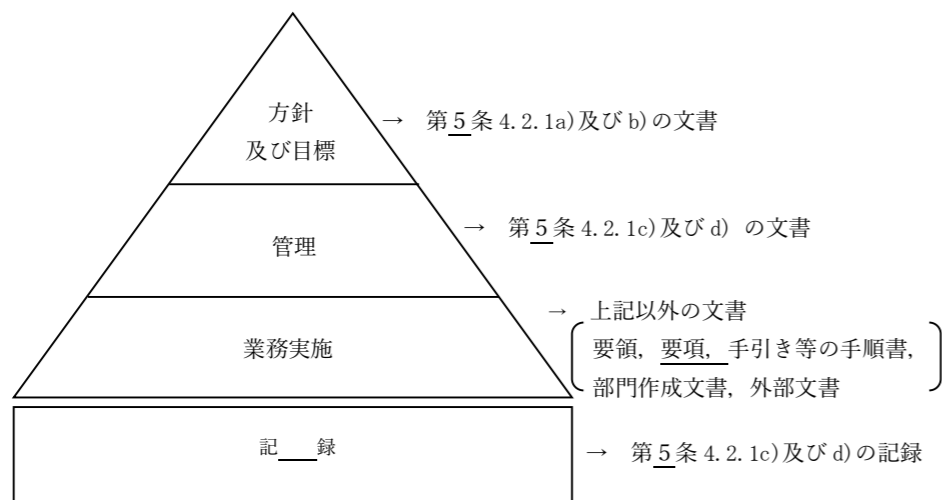 方針
及び目標
→ 第5条 4.2.1a)及び b)の文書
管理
→ 第5条 4.2.1c)及び d) の文書
業務実施
→ 上記以外の文書
要領，要項，手引き等の手順書，
部門作成文書，外部文書
記　録
→ 第5条 4.2.1c)及び d)の記録